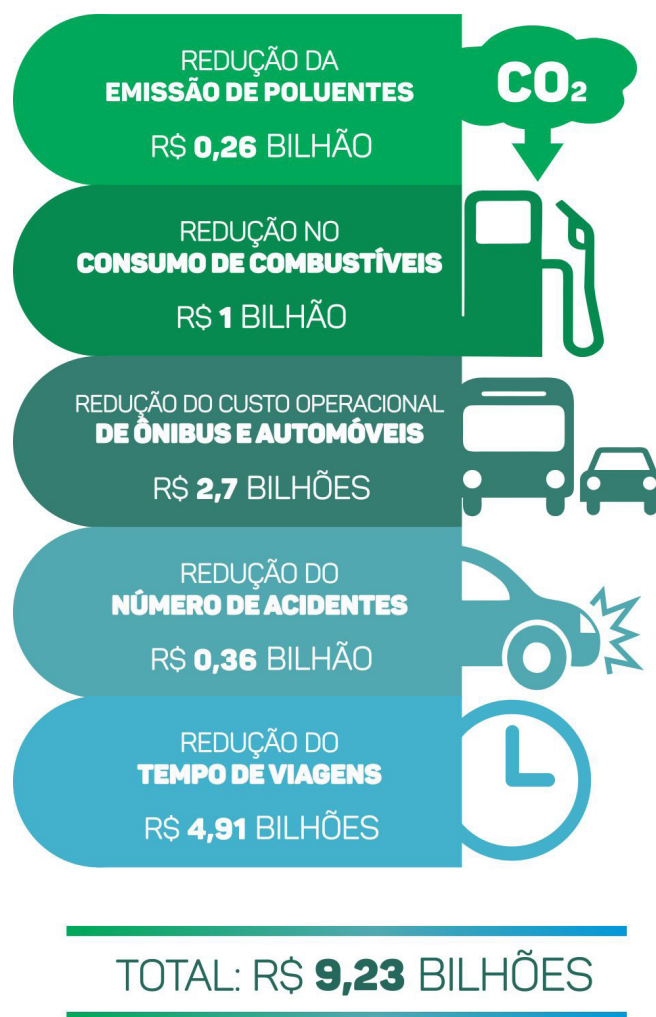 REDUÇÃO DA
EMISSÃO DE POLUENTES
R$ 0,26 BILHÃO
CO₂
REDUÇÃO NO
CONSUMO DE COMBUSTÍVEIS
R$ 1 BILHÃO
REDUÇÃO DO CUSTO OPERACIONAL
DE ÔNIBUS E AUTOMÓVEIS
R$ 2,7 BILHÕES
REDUÇÃO DO
NÚMERO DE ACIDENTES
R$ 0,36 BILHÃO
REDUÇÃO DO
TEMPO DE VIAGENS
R$ 4,91 BILHÕES
TOTAL: R$ 9,23 BILHÕES